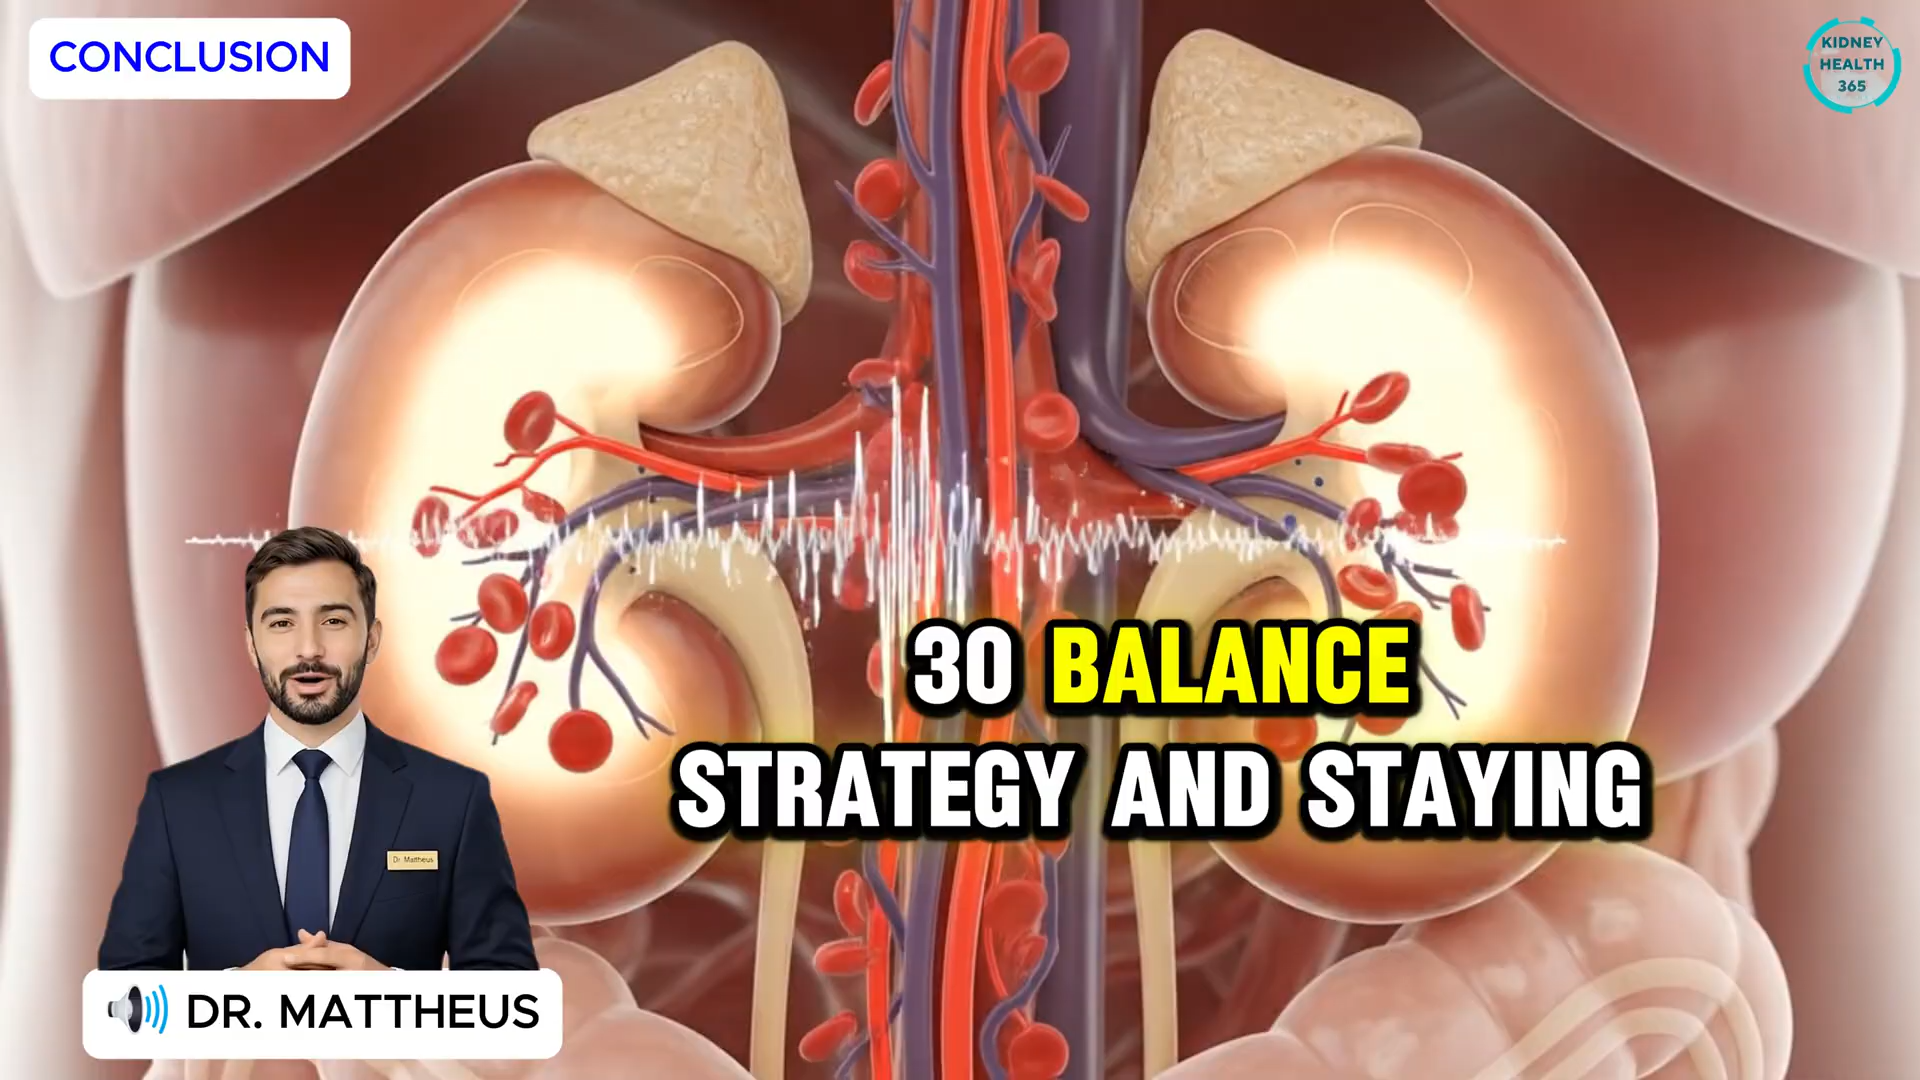 CONCLUSION
KIDNEY
HEALTH
365
30 BALANCE
STRATEGY AND STAYING
Dr. Mattheus
DR. MATTHEUS